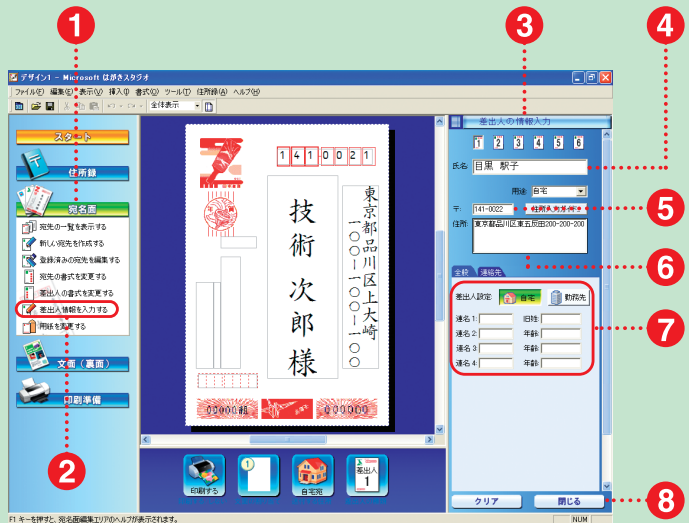 1
3
4
デザイン1 - Microsoft はがきスタジオ
ファイル(F) 編集(E) 表示(V) 挿入(I) 書式(O) ツール(T) 住所録(A) ヘルプ(H)
全体表示
スタート
住所録
宛名面
宛先の一覧を表示する
新しい宛先を作成する
登録済みの宛先を編集する
宛先の書式を変更する
差出人の書式を変更する
差出人情報を入力する
用紙を変更する
文面（裏面）
印刷準備
2
1410021
東京都品川区上大崎
一〇〇-一〇〇-一〇〇
技術 次郎 様
00000組 000000
印刷する
1
自宅宛
差出人
1
差出人の情報入力
1 2 3 4 5 6
氏名: 目黒 駅子
用途: 自宅
〒: 141-0022
5
住所: 東京都品川区東五反田200-200-200
6
全般 連絡先
差出人設定: 自宅 勤務先
連名1: 旧姓:
7
連名2: 年齢:
連名3: 年齢:
連名4: 年齢:
クリア 閉じる
8
F1 キーを押すと、宛名面編集エリアのヘルプが表示されます。
NUM